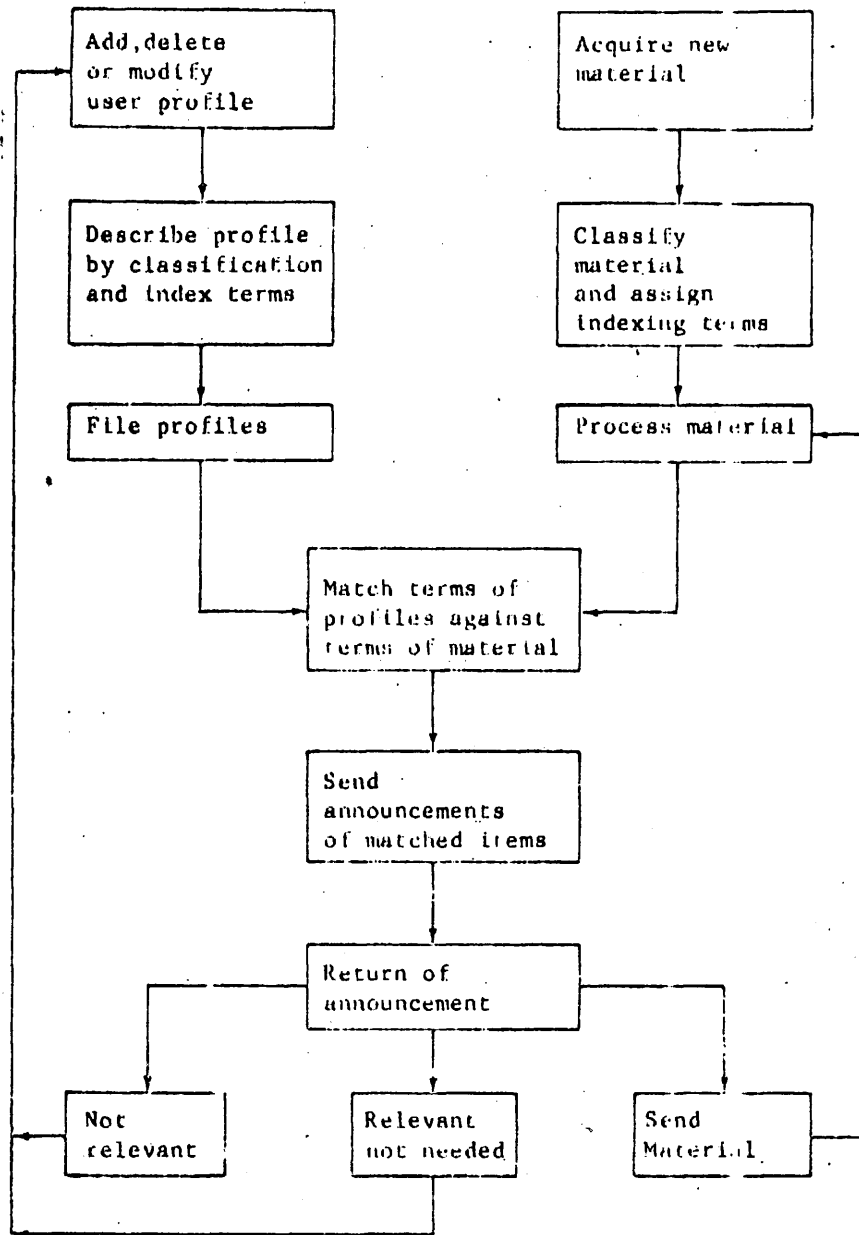 Add,delete
or modify
user profile
Acquire new
material
Describe profile
by classification
and index terms
Classify
material
and assign
indexing terms
File profiles
Process material
Match terms of
profiles against
terms of material
Send
announcements
of matched items
Return of
announcement
Not
relevant
Relevant
not needed
Send
Material